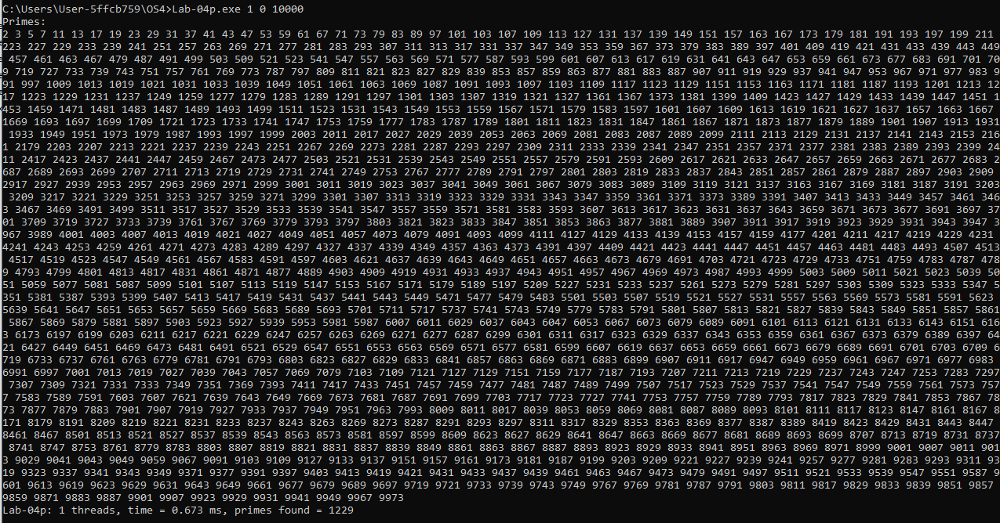 C:\Users\User-5ffcb759\OS4>Lab-04p.exe 1 0 10000
Primes:
2 3 5 7 11 13 17 19 23 29 31 37 41 43 47 53 59 61 67 71 73 79 83 89 97 101 103 107 109 113 127 131 137 139 149 151 157 163 167 173 179 181 191 193 197 199 211
223 227 229 233 239 241 251 257 263 269 271 277 281 283 293 307 311 313 317 331 337 347 349 353 359 367 373 379 383 389 397 401 409 419 421 431 433 439 443 449
457 461 463 467 479 487 491 499 503 509 521 523 541 547 557 563 569 571 577 587 593 599 601 607 613 617 619 631 641 643 647 653 659 661 673 677 683 691 701 70
9 719 727 733 739 743 751 757 761 769 773 787 797 809 811 821 823 827 829 839 853 857 859 863 877 881 883 887 907 911 919 929 937 941 947 953 967 971 977 983 9
91 997 1009 1013 1019 1021 1031 1033 1039 1049 1051 1061 1063 1069 1087 1091 1093 1097 1103 1109 1117 1123 1129 1151 1153 1163 1171 1181 1187 1193 1201 1213 12
17 1223 1229 1231 1237 1249 1259 1277 1279 1283 1289 1291 1297 1301 1303 1307 1319 1321 1327 1361 1367 1373 1381 1399 1409 1423 1427 1429 1433 1439 1447 1451 1
453 1459 1471 1481 1483 1487 1489 1493 1499 1511 1523 1531 1543 1549 1553 1559 1567 1571 1579 1583 1597 1601 1607 1609 1613 1619 1621 1627 1637 1657 1663 1667
1669 1693 1697 1699 1709 1721 1723 1733 1741 1747 1753 1759 1777 1783 1787 1789 1801 1811 1823 1831 1847 1861 1867 1871 1873 1877 1879 1889 1901 1907 1913 1931
1933 1949 1951 1973 1979 1987 1993 1997 1999 2003 2011 2017 2027 2029 2039 2053 2063 2069 2081 2083 2087 2089 2099 2111 2113 2129 2131 2137 2141 2143 2153 216
1 2179 2203 2207 2213 2221 2237 2239 2243 2251 2267 2269 2273 2281 2287 2293 2297 2309 2311 2333 2339 2341 2347 2351 2357 2371 2377 2381 2383 2389 2393 2399 24
11 2417 2423 2437 2441 2447 2459 2467 2473 2477 2503 2521 2531 2539 2543 2549 2551 2557 2579 2591 2593 2609 2617 2621 2633 2647 2657 2659 2663 2671 2677 2683 2
687 2689 2693 2699 2707 2711 2713 2719 2729 2731 2741 2749 2753 2767 2777 2789 2791 2797 2801 2803 2819 2833 2837 2843 2851 2857 2861 2879 2887 2897 2903 2909
2917 2927 2939 2953 2957 2963 2969 2971 2999 3001 3011 3019 3023 3037 3041 3049 3061 3067 3079 3083 3089 3109 3119 3121 3137 3163 3167 3169 3181 3187 3191 3203
3209 3217 3221 3229 3251 3253 3257 3259 3271 3299 3301 3307 3313 3319 3323 3329 3331 3343 3347 3359 3361 3371 3373 3389 3391 3407 3413 3433 3449 3457 3461 346
3 3467 3469 3491 3499 3511 3517 3527 3529 3533 3539 3541 3547 3557 3559 3571 3581 3583 3593 3607 3613 3617 3623 3631 3637 3643 3659 3671 3673 3677 3691 3697 37
01 3709 3719 3727 3733 3739 3761 3767 3769 3779 3793 3797 3803 3821 3823 3833 3847 3851 3853 3863 3877 3881 3889 3907 3911 3917 3919 3923 3929 3931 3943 3947 3
967 3989 4001 4003 4007 4013 4019 4021 4027 4049 4051 4057 4073 4079 4091 4093 4099 4111 4127 4129 4133 4139 4153 4157 4159 4177 4201 4211 4217 4219 4229 4231
4241 4243 4253 4259 4261 4271 4273 4283 4289 4297 4327 4337 4339 4349 4357 4363 4373 4391 4397 4409 4421 4423 4441 4447 4451 4457 4463 4481 4483 4493 4507 4513
4517 4519 4523 4547 4549 4561 4567 4583 4591 4597 4603 4621 4637 4639 4643 4649 4651 4657 4663 4673 4679 4691 4703 4721 4723 4729 4733 4751 4759 4783 4787 478
9 4793 4799 4801 4813 4817 4831 4861 4871 4877 4889 4903 4909 4919 4931 4933 4937 4943 4951 4957 4967 4969 4973 4987 4993 4999 5003 5009 5011 5021 5023 5039 50
51 5059 5077 5081 5087 5099 5101 5107 5113 5119 5147 5153 5167 5171 5179 5189 5197 5209 5227 5231 5233 5237 5261 5273 5279 5281 5297 5303 5309 5323 5333 5347 5
351 5381 5387 5393 5399 5407 5413 5417 5419 5431 5437 5441 5443 5449 5471 5477 5479 5483 5501 5503 5507 5519 5521 5527 5531 5557 5563 5569 5573 5581 5591 5623
5639 5641 5647 5651 5653 5657 5659 5669 5683 5689 5693 5701 5711 5717 5737 5741 5743 5749 5779 5783 5791 5801 5807 5813 5821 5827 5839 5843 5849 5851 5857 5861
5867 5869 5879 5881 5897 5903 5923 5927 5939 5953 5981 5987 6007 6011 6029 6037 6043 6047 6053 6067 6073 6079 6089 6091 6101 6113 6121 6131 6133 6143 6151 616
3 6173 6197 6199 6203 6211 6217 6221 6229 6247 6257 6263 6269 6271 6277 6287 6299 6301 6311 6317 6323 6329 6337 6343 6353 6359 6361 6367 6373 6379 6389 6397 64
21 6427 6449 6451 6469 6473 6481 6491 6521 6529 6547 6551 6553 6563 6569 6571 6577 6581 6599 6607 6619 6637 6653 6659 6661 6673 6679 6689 6691 6701 6703 6709 6
719 6733 6737 6761 6763 6779 6781 6791 6793 6803 6823 6827 6829 6833 6841 6857 6863 6869 6871 6883 6899 6907 6911 6917 6947 6949 6959 6961 6967 6971 6977 6983
6991 6997 7001 7013 7019 7027 7039 7043 7057 7069 7079 7103 7109 7121 7127 7129 7151 7159 7177 7187 7193 7207 7211 7213 7219 7229 7237 7243 7247 7253 7283 7297
7307 7309 7321 7331 7333 7349 7351 7369 7393 7411 7417 7433 7451 7457 7459 7477 7481 7487 7489 7499 7507 7517 7523 7529 7537 7541 7547 7549 7559 7561 7573 757
7 7583 7589 7591 7603 7607 7621 7639 7643 7649 7669 7673 7681 7687 7691 7699 7703 7717 7723 7727 7741 7753 7757 7759 7789 7793 7817 7823 7829 7841 7853 7867 78
73 7877 7879 7883 7901 7907 7919 7927 7933 7937 7949 7951 7963 7993 8009 8011 8017 8039 8053 8059 8069 8081 8087 8089 8093 8101 8111 8117 8123 8147 8161 8167 8
171 8179 8191 8209 8219 8221 8231 8233 8237 8243 8263 8269 8273 8287 8291 8293 8297 8311 8317 8329 8353 8363 8369 8377 8387 8389 8419 8423 8429 8431 8443 8447
8461 8467 8501 8513 8521 8527 8537 8539 8543 8563 8573 8581 8597 8599 8609 8623 8627 8629 8641 8647 8663 8669 8677 8681 8689 8693 8699 8707 8713 8719 8731 8737
8741 8747 8753 8761 8779 8783 8803 8807 8819 8821 8831 8837 8839 8849 8861 8863 8867 8887 8893 8923 8929 8933 8941 8951 8963 8969 8971 8999 9001 9007 9011 901
3 9029 9041 9043 9049 9059 9067 9091 9103 9109 9127 9133 9137 9151 9157 9161 9173 9181 9187 9199 9203 9209 9221 9227 9239 9241 9257 9277 9281 9283 9293 9311 93
19 9323 9337 9341 9343 9349 9371 9377 9391 9397 9403 9413 9419 9421 9431 9433 9437 9439 9461 9463 9467 9473 9479 9491 9497 9511 9521 9533 9539 9547 9551 9587 9
601 9613 9619 9623 9629 9631 9643 9649 9661 9677 9679 9689 9697 9719 9721 9733 9739 9743 9749 9767 9769 9781 9787 9791 9803 9811 9817 9829 9833 9839 9851 9857
9859 9871 9883 9887 9901 9907 9923 9929 9931 9941 9949 9967 9973
Lab-04p: 1 threads, time = 0.673 ms, primes found = 1229